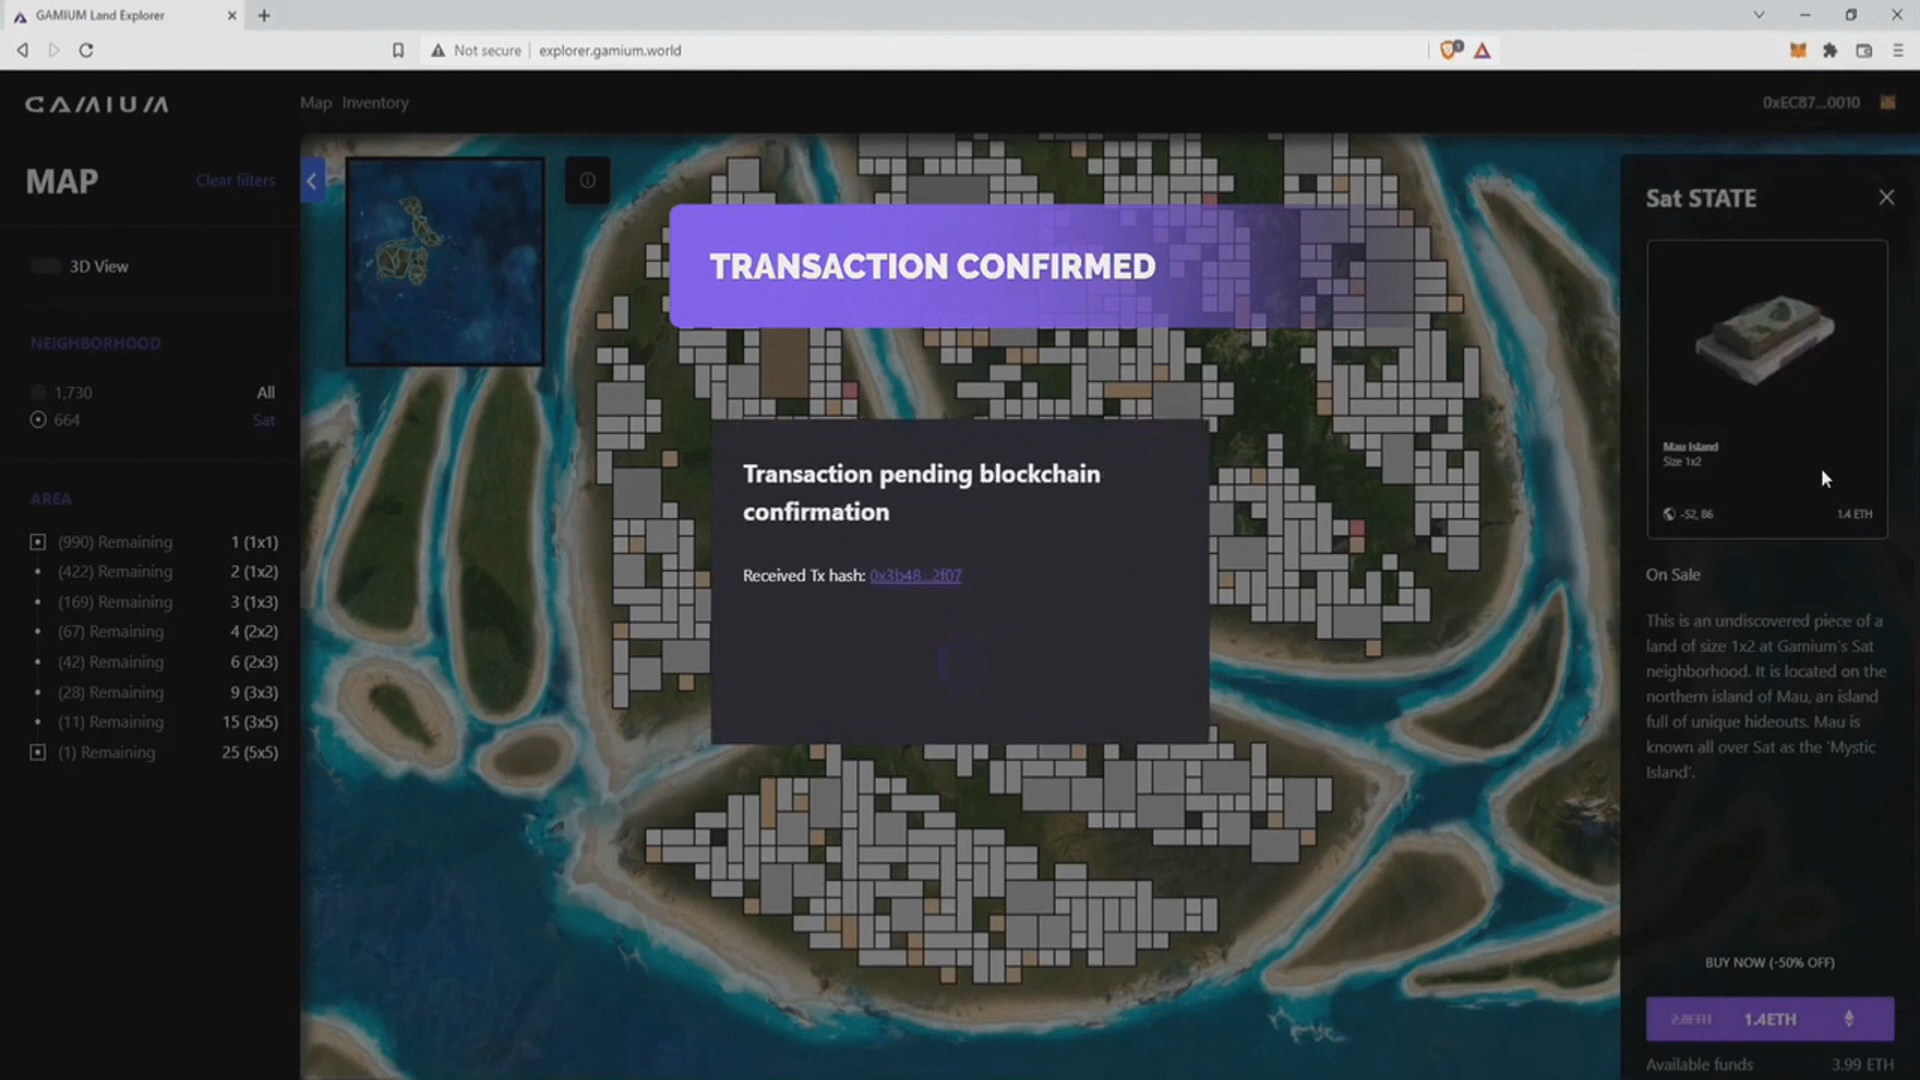 GAMIUM Land Explorer
Not secure
explorer.gamium.world
GAMIUM
Map Inventory
0xEC87...0010
MAP
Clear filters
3D View
NEIGHBORHOOD
1,730 All
664 Sat
AREA
(990) Remaining 1 (1x1)
(422) Remaining 2 (1x2)
(169) Remaining 3 (1x3)
(67) Remaining 4 (2x2)
(42) Remaining 6 (2x3)
(28) Remaining 9 (3x3)
(11) Remaining 15 (3x5)
(1) Remaining 25 (5x5)
TRANSACTION CONFIRMED
Transaction pending blockchain
confirmation
Received Tx hash: 0x3b48...2f07
Sat STATE
Mau Island
Size 1x2
-52, 86
1.4 ETH
On Sale
This is an undiscovered piece of a
land of size 1x2 at Gamium's Sat
neighborhood. It is located on the
northern island of Mau, an island
full of unique hideouts. Mau is
known all over Sat as the 'Mystic
Island'.
BUY NOW (-50% OFF)
2.8ETH 1.4ETH
Available funds 3.99 ETH